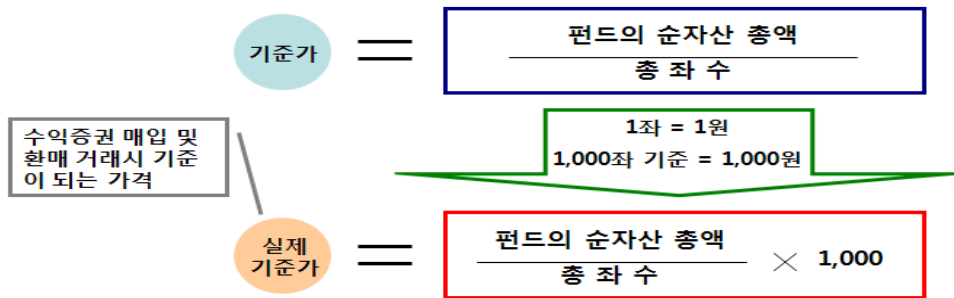 기준가
펀드의 순자산 총액
총 좌 수
수익증권 매입 및
환매 거래시 기준
이 되는 가격
1좌 = 1원
1,000좌 기준 = 1,000원
실제
기준가
펀드의 순자산 총액
총 좌 수
× 1,000